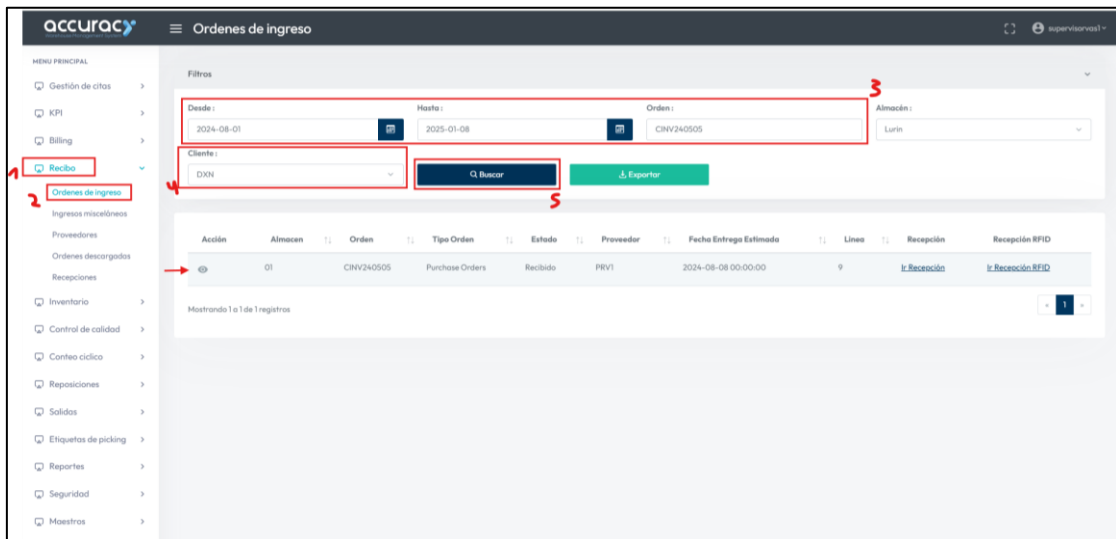 accuracy
Warehouse Management System
Ordenes de ingreso
supervisorvas1
MENU PRINCIPAL
Gestión de citas
KPI
Billing
1 Recibo
2 Ordenes de ingreso
Ingresos misceláneos
Proveedores
Ordenes descargadas
Recepciones
Inventario
Control de calidad
Conteo ciclico
Reposiciones
Salidas
Etiquetas de picking
Reportes
Seguridad
Maestros
Filtros
3
Desde : Hasta : Orden : Almacén :
2024-08-01 2025-01-08 CINV240505 Lurin
Cliente :
4 DXN Buscar Exportar
5
Acción Almacen Orden Tipo Orden Estado Proveedor Fecha Entrega Estimada Linea Recepción Recepción RFID
01 CINV240505 Purchase Orders Recibido PRV1 2024-08-08 00:00:00 9 Ir Recepción Ir Recepción RFID
Mostrando 1 a 1 de 1 registros
« 1 »